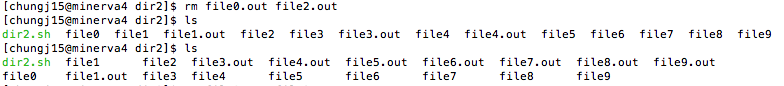 [chungj15@minerva4 dir2]$ rm file0.out file2.out
[chungj15@minerva4 dir2]$ ls
dir2.sh  file0  file1  file1.out  file2  file3  file3.out  file4  file4.out  file5  file6  file7  file8  file9
[chungj15@minerva4 dir2]$ ls
dir2.sh  file1      file2  file3.out  file4.out  file5.out  file6.out  file7.out  file8.out  file9.out
file0    file1.out  file3  file4      file5      file6      file7      file8      file9